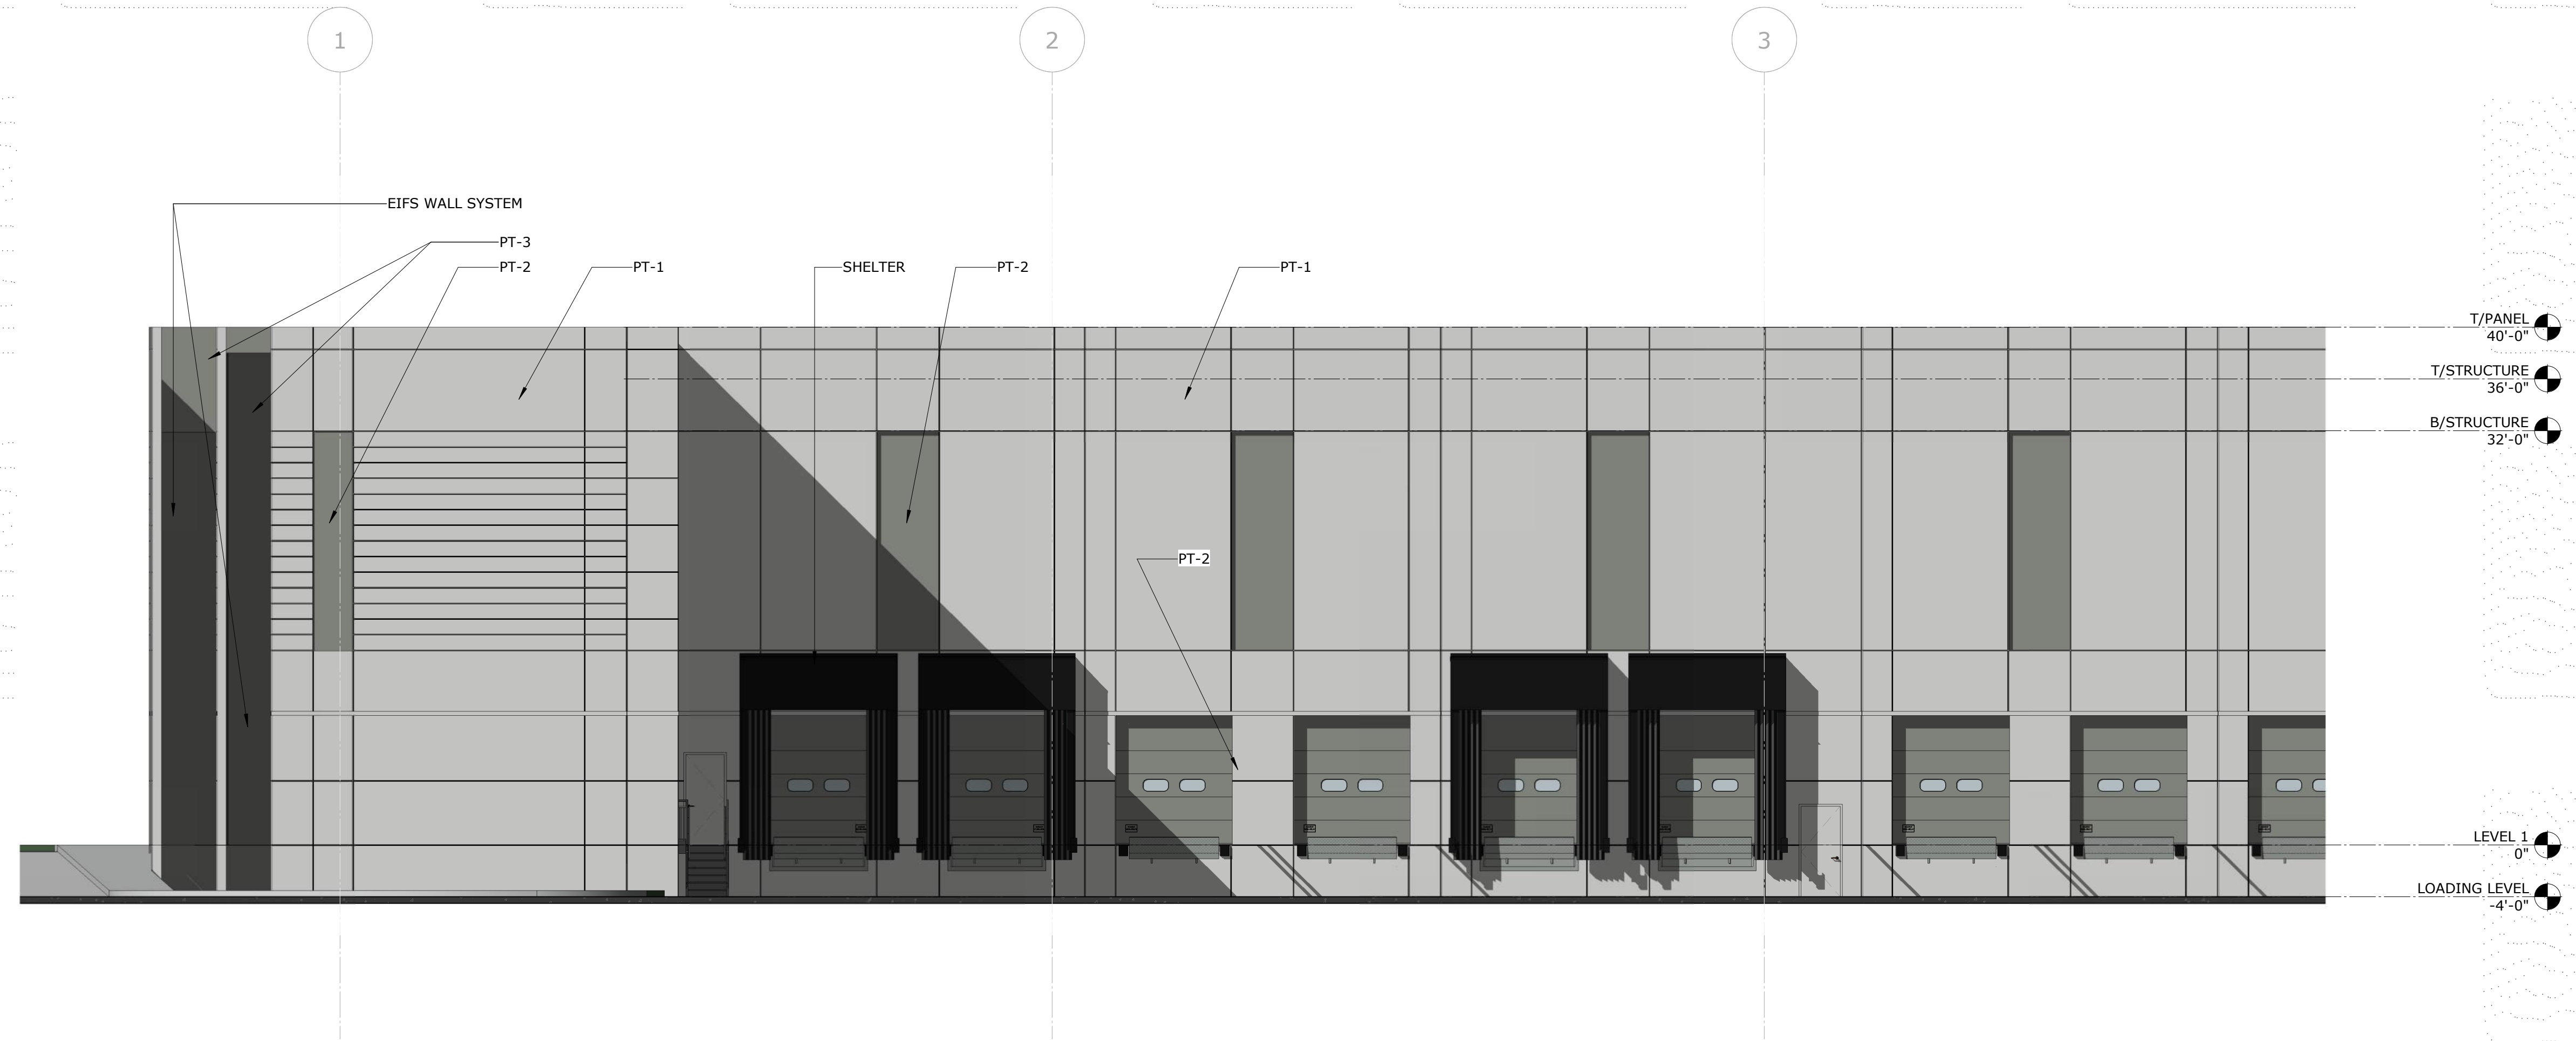 1
2
3
EIFS WALL SYSTEM
PT-3
PT-2
PT-1
SHELTER
PT-2
PT-1
T/PANEL
40'-0"
T/STRUCTURE
36'-0"
B/STRUCTURE
32'-0"
PT-2
LEVEL 1
0"
LOADING LEVEL
-4'-0"